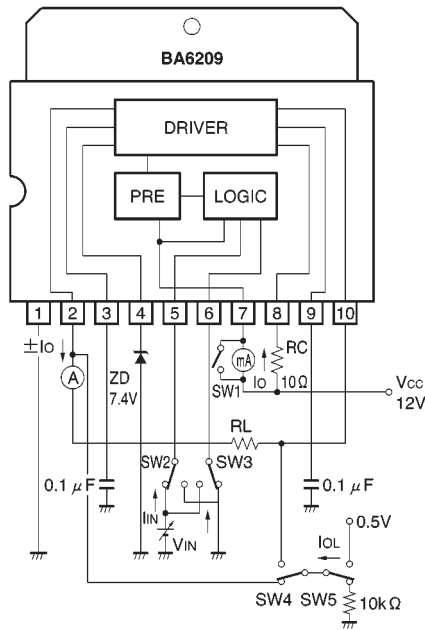 BA6209
DRIVER
PRE
LOGIC
1 2 3 4 5 6 7 8 9 10
±IO
A
ZD
7.4V
SW1
mA
IO
RC
10Ω
VCC
12V
RL
SW2
SW3
0.1 μF
0.1 μF
IIN
VIN
0.5V
IOL
SW4
SW5
10kΩ